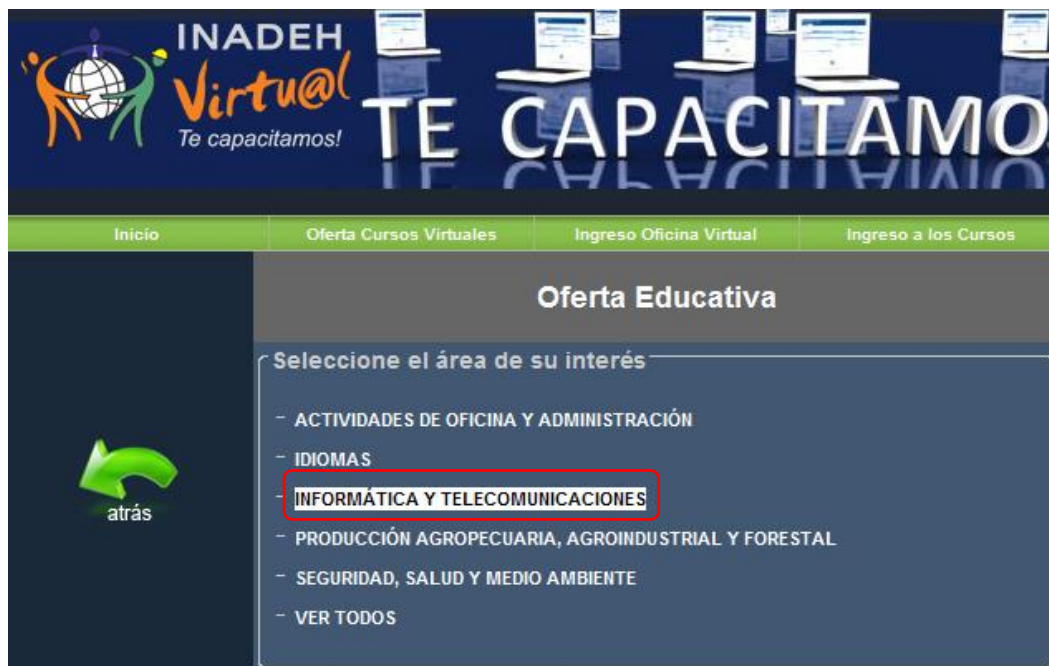 INADEH
Virtu@l
Te capacitamos!
TE CAPACITAMO
Inicio
Oferta Cursos Virtuales
Ingreso Oficina Virtual
Ingreso a los Cursos
Oferta Educativa
Seleccione el área de su interés
- ACTIVIDADES DE OFICINA Y ADMINISTRACIÓN
- IDIOMAS
- INFORMÁTICA Y TELECOMUNICACIONES
- PRODUCCIÓN AGROPECUARIA, AGROINDUSTRIAL Y FORESTAL
- SEGURIDAD, SALUD Y MEDIO AMBIENTE
- VER TODOS
atrás